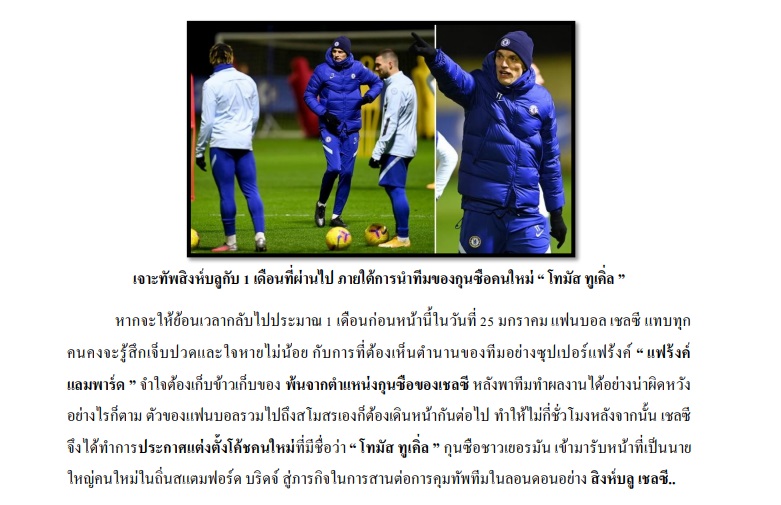 เจาะทัพสิงห์บลูกับ 1 เดือนที่ผ่านไป ภายใต้การนำทีมของกุนซือคนใหม่ “ โทมัส ทูเคิ่ล ”
หากจะให้ย้อนเวลากลับไปประมาณ 1 เดือนก่อนหน้านี้ในวันที่ 25 มกราคม แฟนบอล เชลซี แทบทุก
คนคงจะรู้สึกเจ็บปวดและใจหายไม่น้อย กับการที่ต้องเห็นตำนานของทีมอย่างซุปเปอร์แฟร้งค์ “ แฟร้งค์
แลมพาร์ด ” จำใจต้องเก็บข้าวเก็บของ พ้นจากตำแหน่งกุนซือของเชลซี หลังพาทีมทำผลงานได้อย่างน่าผิดหวัง
อย่างไรก็ตาม ตัวของแฟนบอลรวมไปถึงสโมสรเองก็ต้องเดินหน้ากันต่อไป ทำให้ไม่กี่ชั่วโมงหลังจากนั้น เชลซี
จึงได้ทำการประกาศแต่งตั้งโค้ชคนใหม่ที่มีชื่อว่า “ โทมัส ทูเคิ่ล ” กุนซือชาวเยอรมัน เข้ามารับหน้าที่เป็นนาย
ใหญ่คนใหม่ในถิ่นสแตมฟอร์ด บริดจ์ สู่ภารกิจในการสานต่อการคุมทัพทีมในลอนดอนอย่าง สิงห์บลู เชลซี..